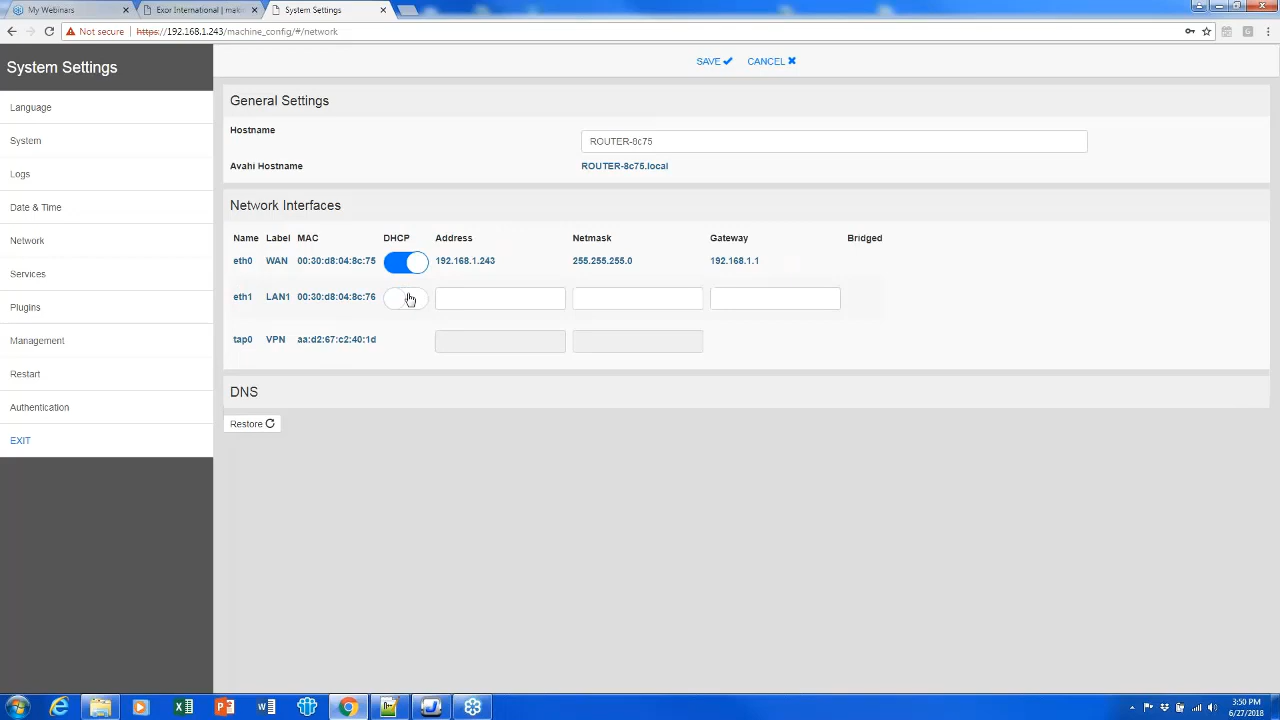 My Webinars
Exor International | mak
System Settings
Not secure
https://192.168.1.243/machine_config/#/network
System Settings
SAVE
CANCEL
Language
System
Logs
Date & Time
Network
Services
Plugins
Management
Restart
Authentication
EXIT
General Settings
Hostname
ROUTER-8c75
Avahi Hostname
ROUTER-8c75.local
Network Interfaces
Name Label MAC DHCP Address Netmask Gateway Bridged
eth0 WAN 00:30:d8:04:8c:75 192.168.1.243 255.255.255.0 192.168.1.1
eth1 LAN1 00:30:d8:04:8c:76
tap0 VPN aa:d2:67:c2:40:1d
DNS
Restore
3:50 PM
6/27/2018